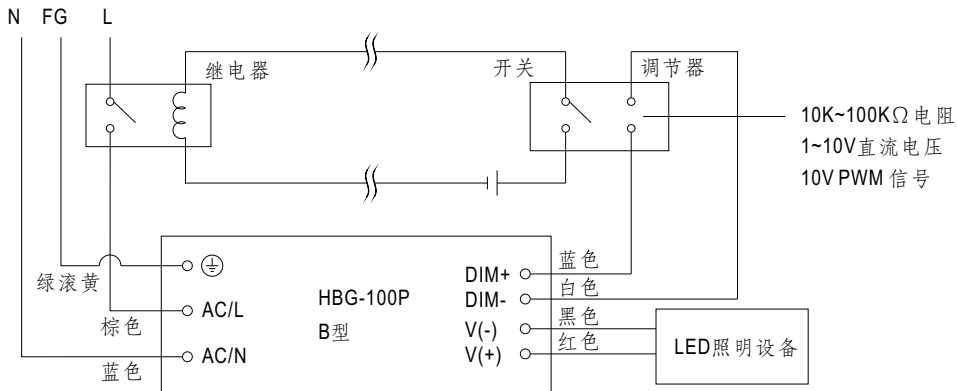 N FG L
继电器
开关
调节器
10K~100KΩ电阻
1~10V直流电压
10V PWM 信号
绿滚黄
棕色
蓝色
AC/L
AC/N
HBG-100P
B型
DIM+
DIM-
V(-)
V(+)
蓝色
白色
黑色
红色
LED照明设备